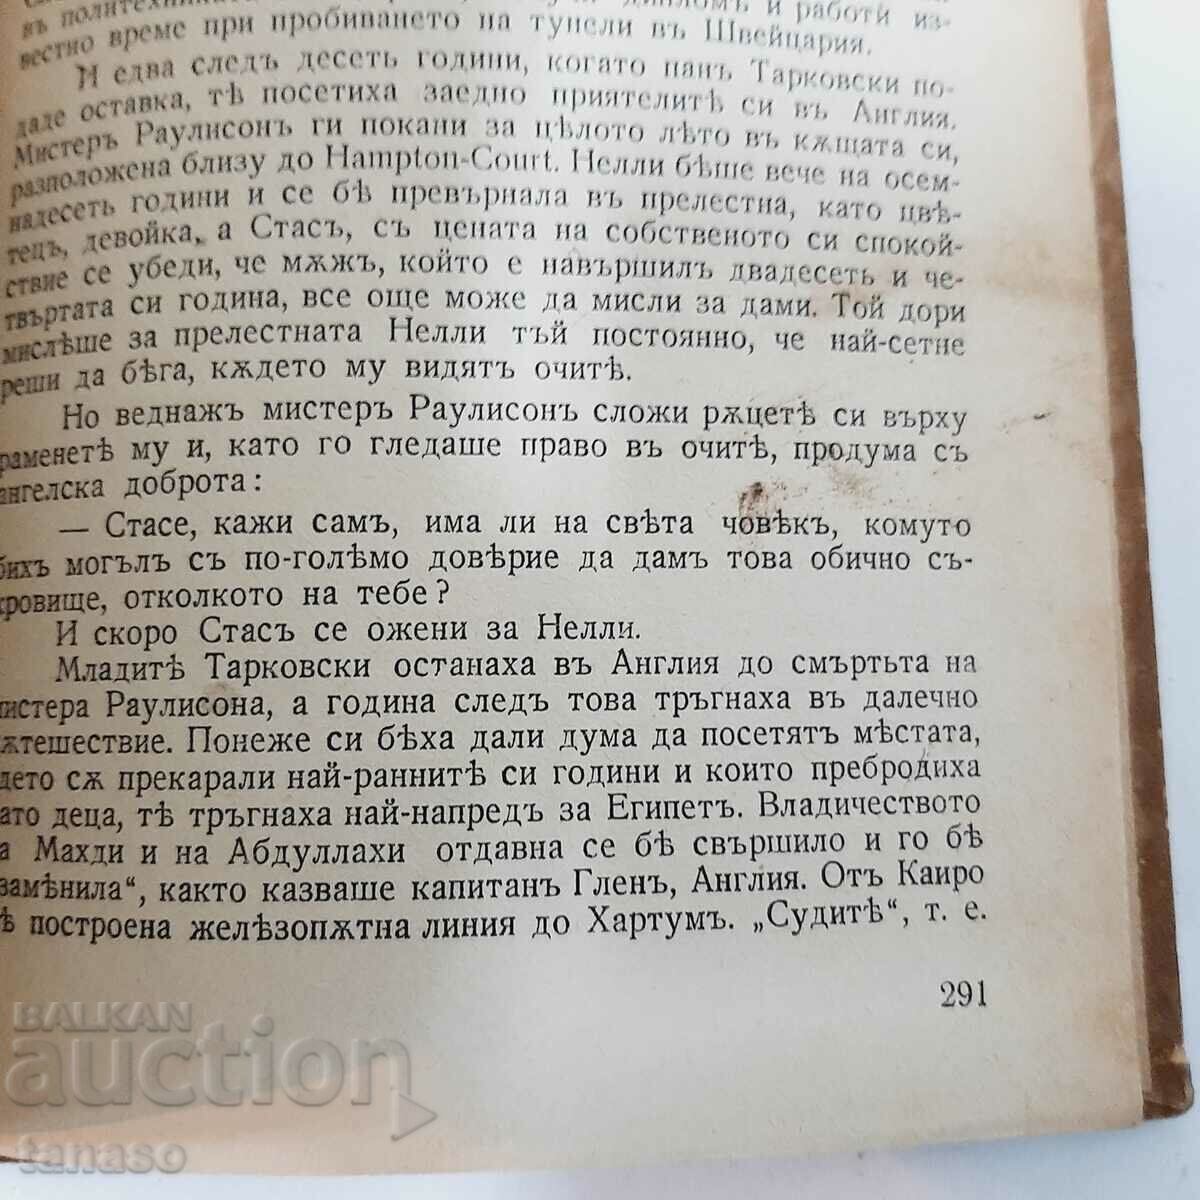 въ политехниката дипломъ и работи из-
вестно време при пробиването на тунели въ Швейцария.
И едва следъ десеть години, когато панъ Тарковски по-
даде оставка, тѣ посетиха заедно приятелитѣ си въ Англия.
Мистеръ Раулисонъ ги покани за цѣлото лѣто въ кѫщата си,
разположена близу до Hampton-Court. Нелли бѣше вече на осем-
надесеть години и се бѣ превърнала въ прелестна, като цвѣ-
тецъ, девойка, а Стасъ, съ цената на собственото си спокой-
ствие се убеди, че мѫжъ, който е навършилъ двадесеть и че-
твъртата си година, все още може да мисли за дами. Той дори
мислѣше за прелестната Нелли тъй постоянно, че най-сетне
реши да бѣга, кѫдето му видятъ очитѣ.
Но веднажъ мистеръ Раулисонъ сложи рѫцетѣ си върху
раменетѣ му и, като го гледаше право въ очитѣ, продума съ
ангелска доброта:
— Стасе, кажи самъ, има ли на свѣта човѣкъ, комуто
бихъ могълъ съ по-голѣмо довѣрие да дамъ това обично съ-
кровище, отколкото на тебе?
И скоро Стасъ се ожени за Нелли.
Младитѣ Тарковски останаха въ Англия до смъртьта на
мистера Раулисона, а година следъ това тръгнаха въ далечно
пѫтешествие. Понеже си бѣха дали дума да посетятъ мѣстата,
дето сѫ прекарали най-раннитѣ си години и които пребродиха
като деца, тѣ тръгнаха най-напредъ за Египетъ. Владичеството
на Махди и на Абдуллахи отдавна се бѣ свършило и го бѣ
„замѣнила“, както казваше капитанъ Гленъ, Англия. Отъ Каиро
бѣ построена желѣзопѫтна линия до Хартумъ. „Судитѣ“, т. е.
291
BALKAN
auction
tanaso